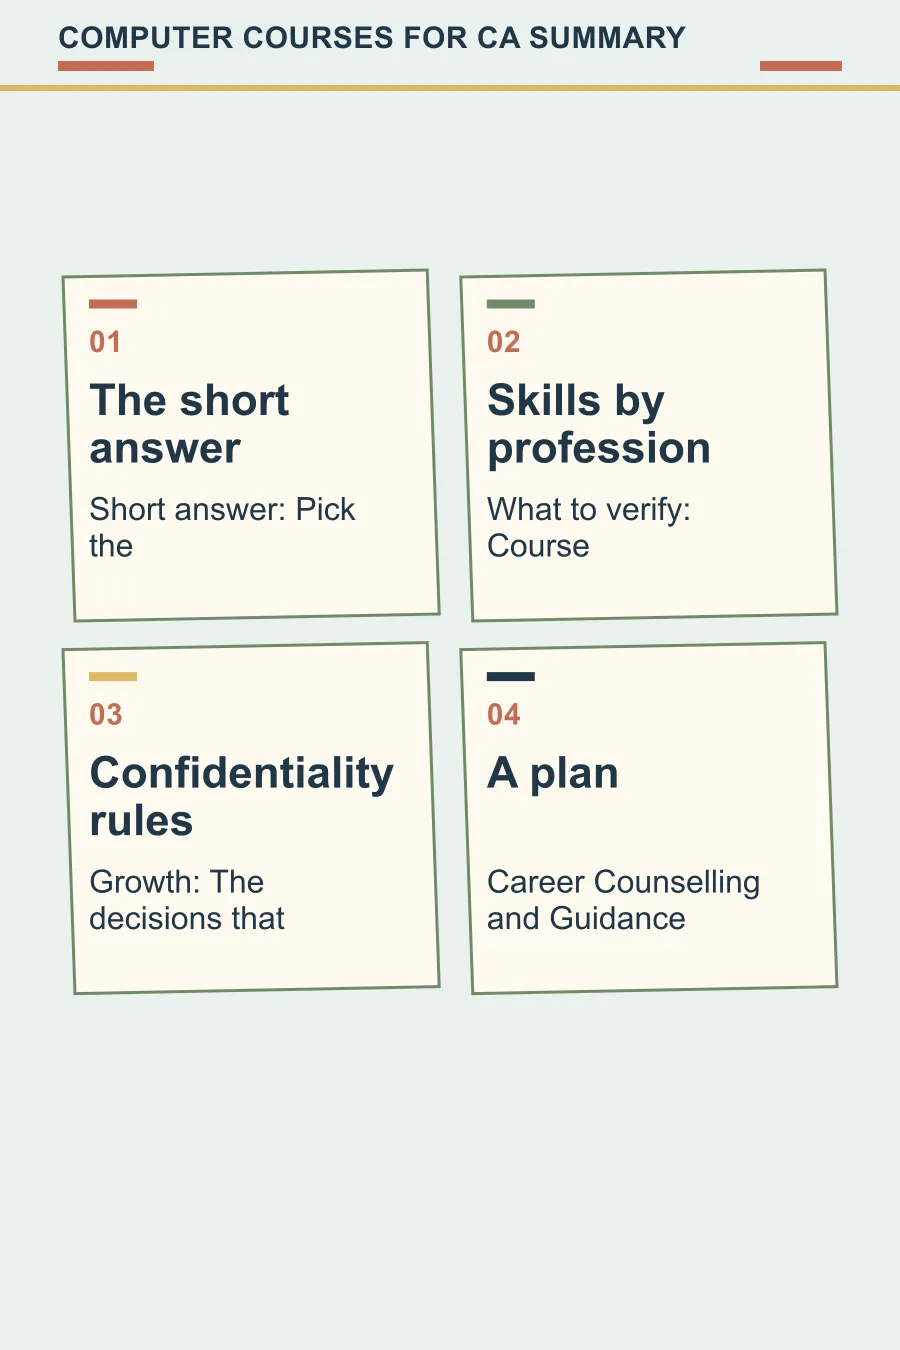 COMPUTER COURSES FOR CA SUMMARY
01
The short
answer
Short answer: Pick
the
02
Skills by
profession
What to verify:
Course
03
Confidentiality
rules
Growth: The
decisions that
04
A plan
Career Counselling
and Guidance